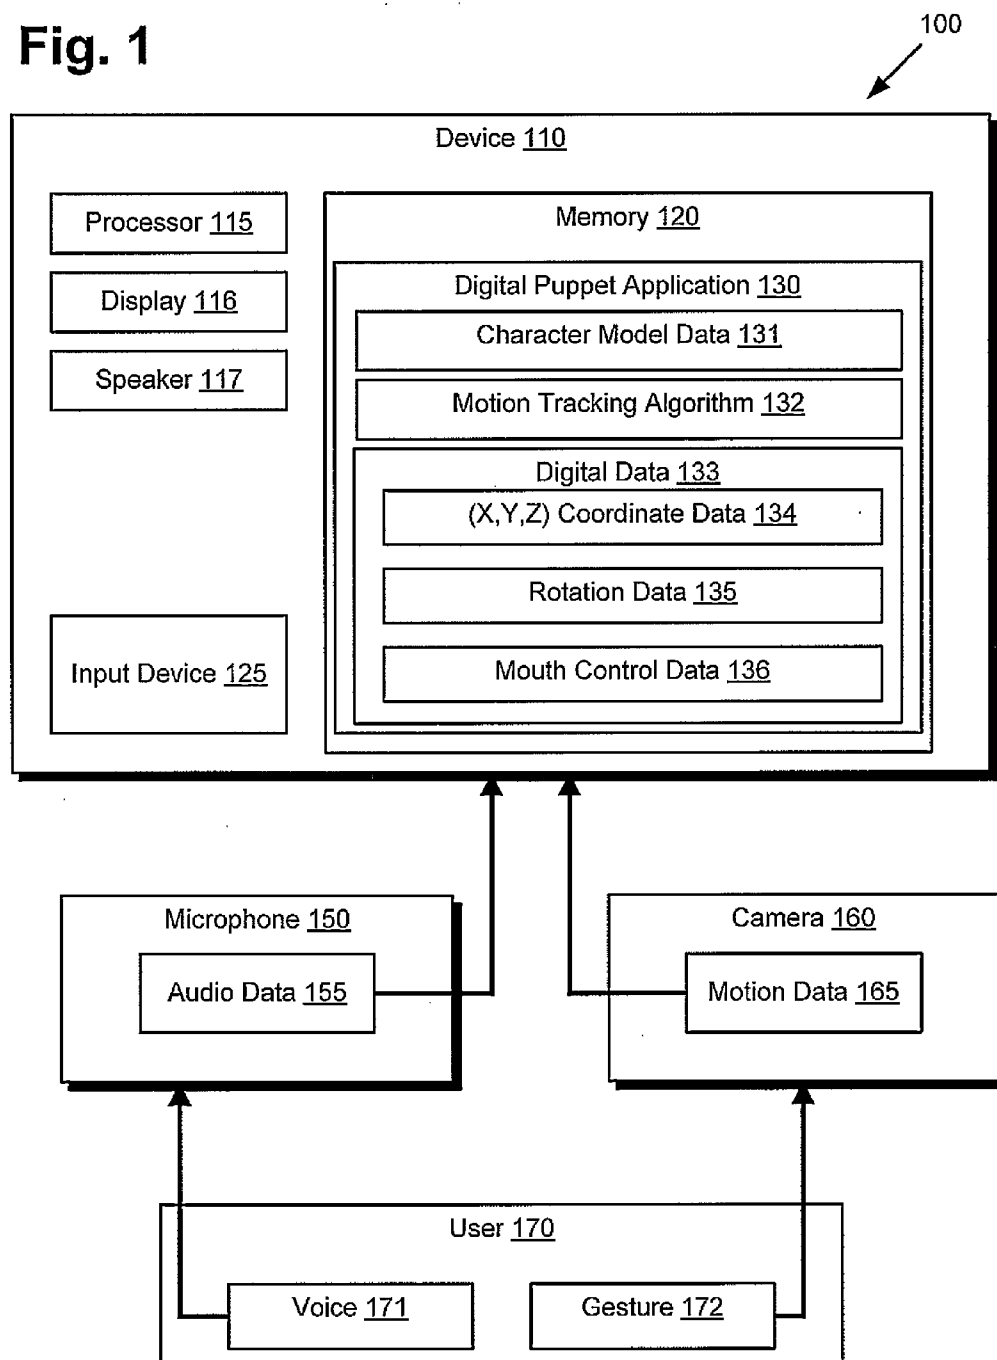 Fig. 1
100
Device 110
Processor 115
Display 116
Speaker 117
Input Device 125
Memory 120
Digital Puppet Application 130
Character Model Data 131
Motion Tracking Algorithm 132
Digital Data 133
(X,Y,Z) Coordinate Data 134
Rotation Data 135
Mouth Control Data 136
Microphone 150
Audio Data 155
Camera 160
Motion Data 165
User 170
Voice 171
Gesture 172